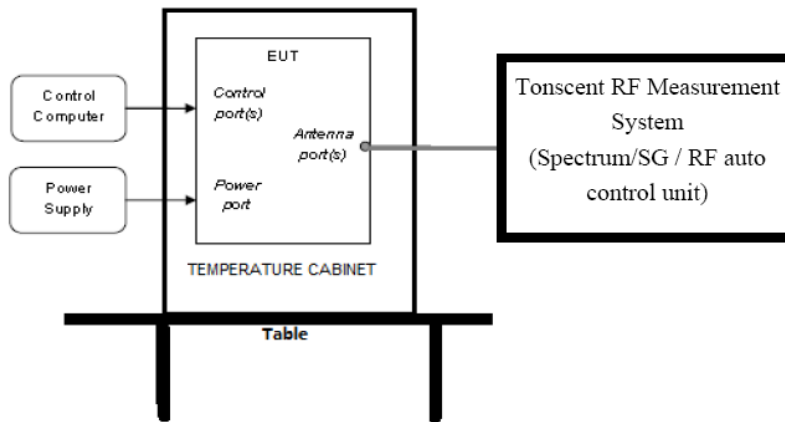 EUT
Control
Computer
Control
port(s)
Antenna
port(s)
Power
Supply
Power
port
TEMPERATURE CABINET
Table
Tonscent RF Measurement
System
(Spectrum/SG / RF auto
control unit)